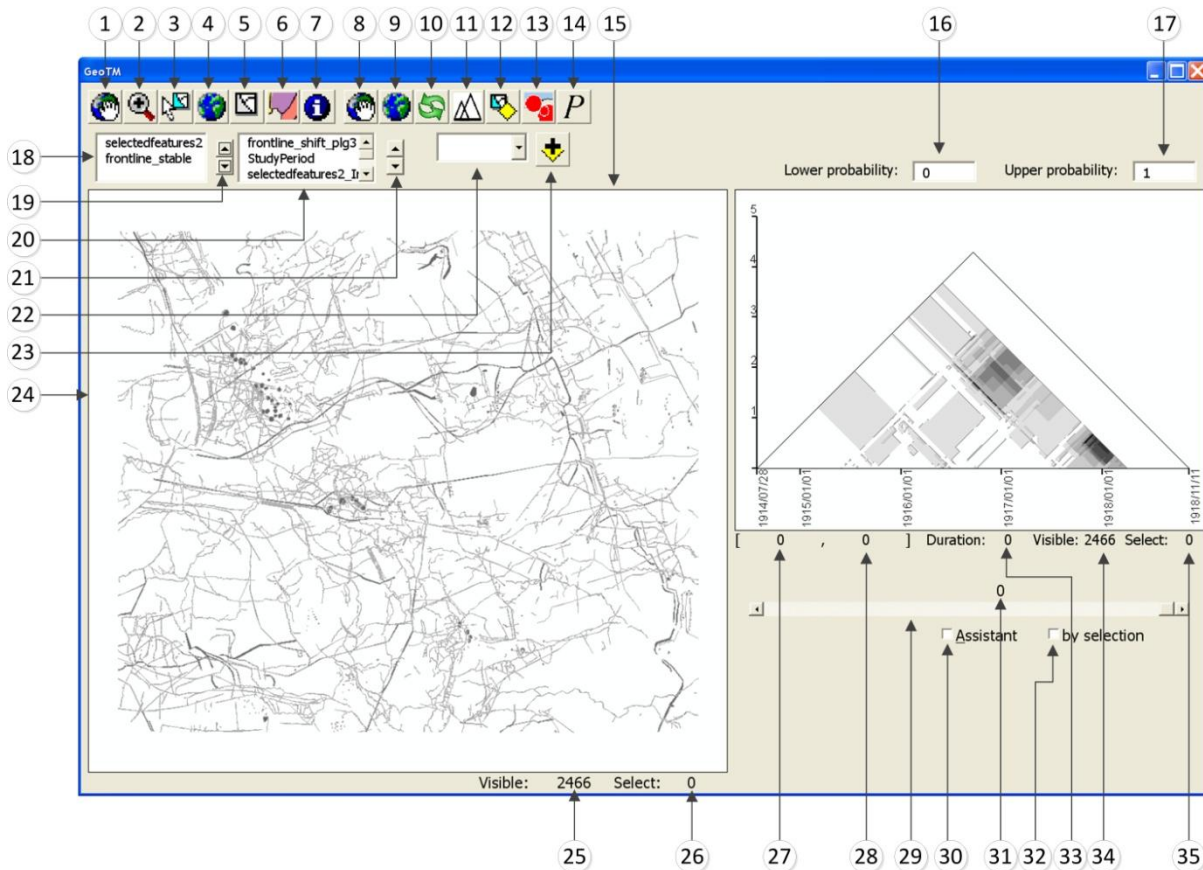 1 2 3 4 5 6 7 8 9 10 11 12 13 14 15 16 17
GeoTM
P
selectedfeatures2
frontline_stable
frontline_shift_plg3
StudyPeriod
Lower probability: 0 Upper probability: 1
18
19
20
21
22
23
24
5
4
3
2
1
1914/07/28
1915/01/01
1916/01/01
1917/01/01
1918/01/01
1918/11/11
[ 0 , 0 ] Duration: 0 Visible: 2466 Select: 0
0
Assistant by selection
Visible: 2466 Select: 0
25 26 27 28 29 30 31 32 33 34 35